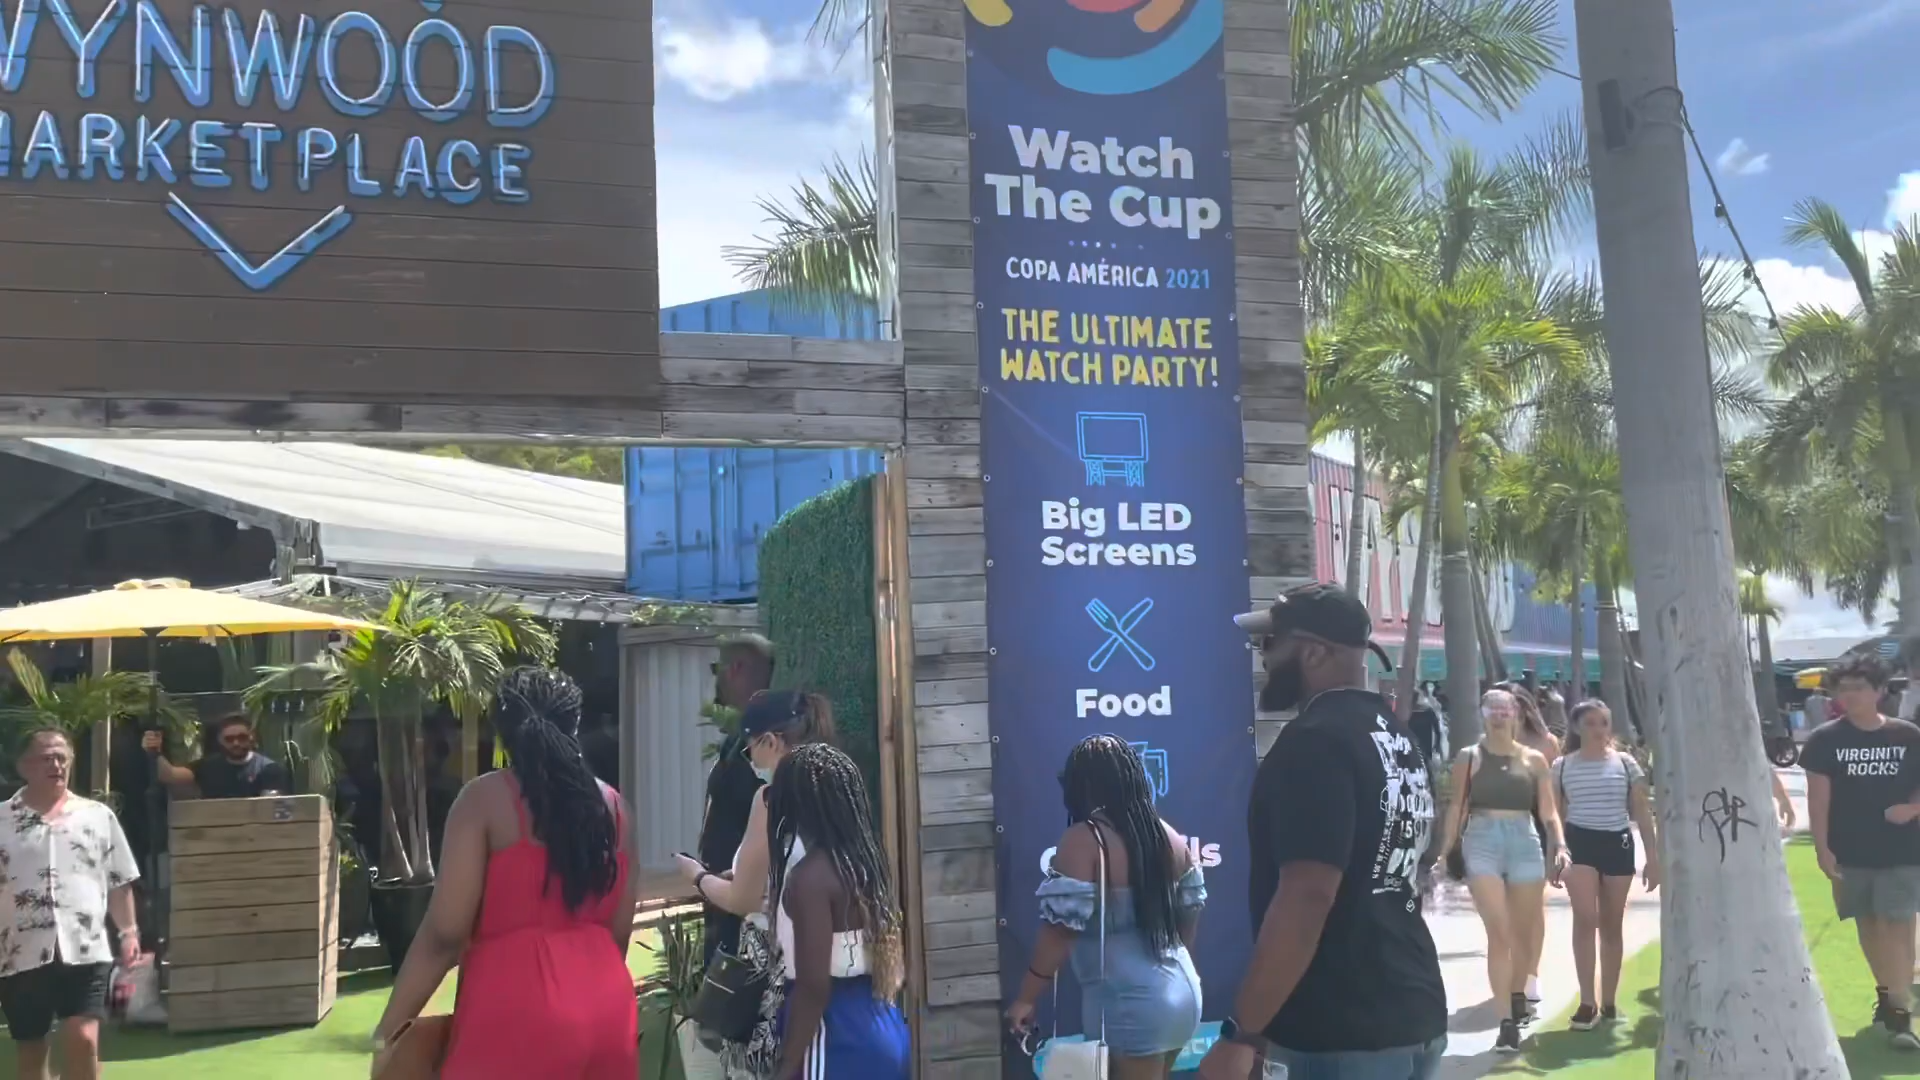 WYNWOOD
MARKETPLACE
Watch
The Cup
COPA AMÉRICA 2021
THE ULTIMATE
WATCH PARTY!
Big LED
Screens
Food
VIRGINITY
ROCKS